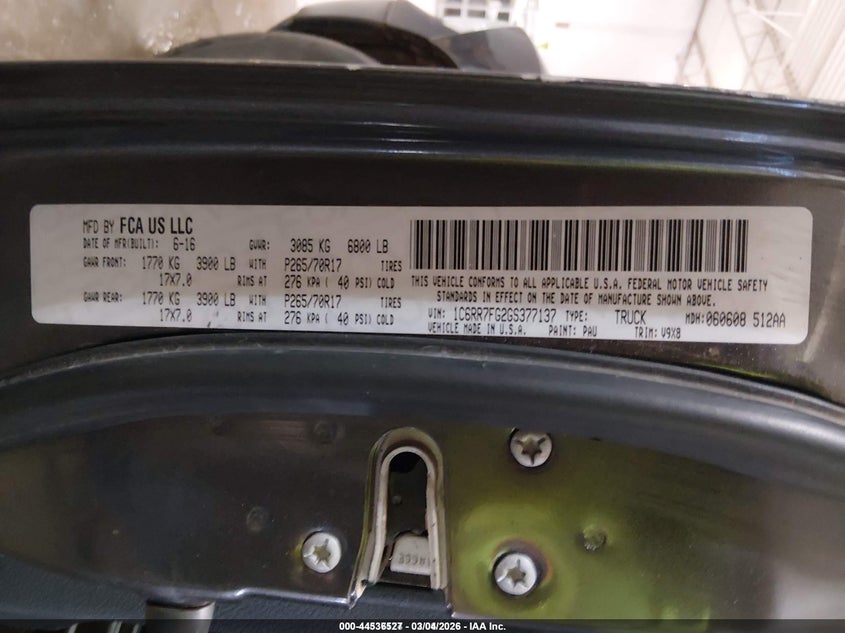 MFD BY FCA US LLC
DATE OF MFR(BUILT): 6-16 GVWR: 3085 KG 6800 LB
GAWR FRONT: 1770 KG 3900 LB WITH P265/70R17 TIRES
17X7.0 RIMS AT 276 KPA ( 40 PSI) COLD
GAWR REAR: 1770 KG 3900 LB WITH P265/70R17 TIRES
17X7.0 RIMS AT 276 KPA ( 40 PSI) COLD
THIS VEHICLE CONFORMS TO ALL APPLICABLE U.S.A. FEDERAL MOTOR VEHICLE SAFETY
STANDARDS IN EFFECT ON THE DATE OF MANUFACTURE SHOWN ABOVE.
VIN: 1C6RR7FG2GS377137 TYPE: TRUCK MDH: 060608 512AA
VEHICLE MADE IN U.S.A. PAINT: PAU TRIM: V9X8
000-44536527 - 03/04/2026 - IAA Inc.